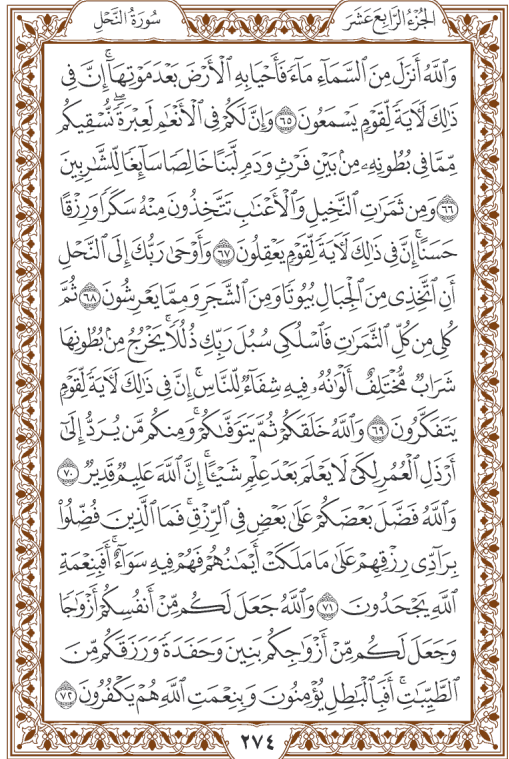 الجزء الرابع عشر
سورة النحل
وَٱللَّهُ أَنزَلَ مِنَ ٱلسَّمَآءِ مَآءً فَأَحْيَا بِهِ ٱلْأَرْضَ بَعْدَ مَوْتِهَآ ۚ إِنَّ فِى
ذَٰلِكَ لَـَٔايَةً لِّقَوْمٍ يَسْمَعُونَ ٦٥ وَإِنَّ لَكُمْ فِى ٱلْأَنْعَٰمِ لَعِبْرَةً ۖ نُّسْقِيكُم
مِّمَّا فِى بُطُونِهِۦ مِنۢ بَيْنِ فَرْثٍ وَدَمٍ لَّبَنًا خَالِصًا سَآئِغًا لِّلشَّٰرِبِينَ
٦٦ وَمِن ثَمَرَٰتِ ٱلنَّخِيلِ وَٱلْأَعْنَٰبِ تَتَّخِذُونَ مِنْهُ سَكَرًا وَرِزْقًا
حَسَنًا ۗ إِنَّ فِى ذَٰلِكَ لَـَٔايَةً لِّقَوْمٍ يَعْقِلُونَ ٦٧ وَأَوْحَىٰ رَبُّكَ إِلَى ٱلنَّحْلِ
أَنِ ٱتَّخِذِى مِنَ ٱلْجِبَالِ بُيُوتًا وَمِنَ ٱلشَّجَرِ وَمِمَّا يَعْرِشُونَ ٦٨ ثُمَّ
كُلِى مِن كُلِّ ٱلثَّمَرَٰتِ فَٱسْلُكِى سُبُلَ رَبِّكِ ذُلُلًا ۚ يَخْرُجُ مِنۢ بُطُونِهَا
شَرَابٌ مُّخْتَلِفٌ أَلْوَٰنُهُۥ فِيهِ شِفَآءٌ لِّلنَّاسِ ۗ إِنَّ فِى ذَٰلِكَ لَـَٔايَةً لِّقَوْمٍ
يَتَفَكَّرُونَ ٦٩ وَٱللَّهُ خَلَقَكُمْ ثُمَّ يَتَوَفَّىٰكُمْ ۚ وَمِنكُم مَّن يُرَدُّ إِلَىٰٓ
أَرْذَلِ ٱلْعُمُرِ لِكَىْ لَا يَعْلَمَ بَعْدَ عِلْمٍ شَيْـًٔا ۚ إِنَّ ٱللَّهَ عَلِيمٌ قَدِيرٌ ٧٠
وَٱللَّهُ فَضَّلَ بَعْضَكُمْ عَلَىٰ بَعْضٍ فِى ٱلرِّزْقِ ۚ فَمَا ٱلَّذِينَ فُضِّلُوا۟
بِرَآدِّى رِزْقِهِمْ عَلَىٰ مَا مَلَكَتْ أَيْمَٰنُهُمْ فَهُمْ فِيهِ سَوَآءٌ ۚ أَفَبِنِعْمَةِ
ٱللَّهِ يَجْحَدُونَ ٧١ وَٱللَّهُ جَعَلَ لَكُم مِّنْ أَنفُسِكُمْ أَزْوَٰجًا
وَجَعَلَ لَكُم مِّنْ أَزْوَٰجِكُم بَنِينَ وَحَفَدَةً وَرَزَقَكُم مِّنَ
ٱلطَّيِّبَٰتِ ۚ أَفَبِٱلْبَٰطِلِ يُؤْمِنُونَ وَبِنِعْمَتِ ٱللَّهِ هُمْ يَكْفُرُونَ ٧٢
٢٧٤